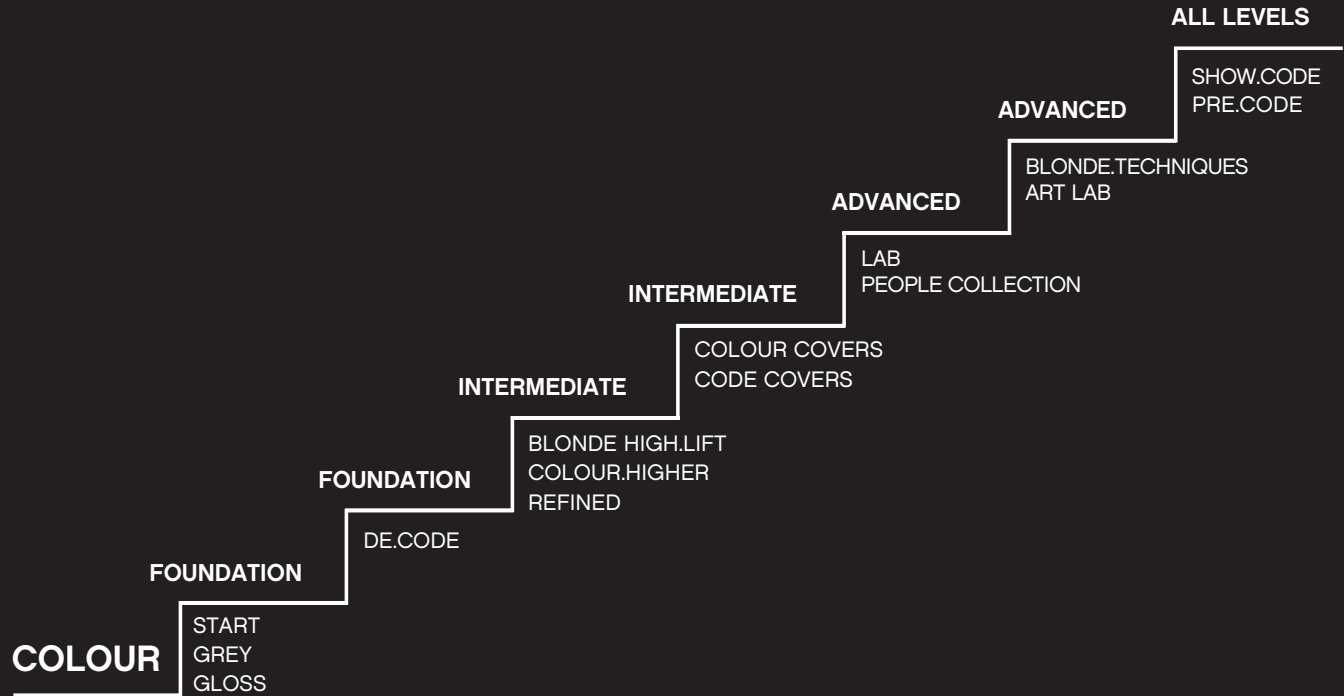 ALL LEVELS
SHOW.CODE
PRE.CODE
ADVANCED
BLONDE.TECHNIQUES
ART LAB
ADVANCED
LAB
PEOPLE COLLECTION
INTERMEDIATE
COLOUR COVERS
CODE COVERS
INTERMEDIATE
BLONDE HIGH.LIFT
COLOUR.HIGHER
REFINED
FOUNDATION
DE.CODE
FOUNDATION
START
GREY
GLOSS
COLOUR